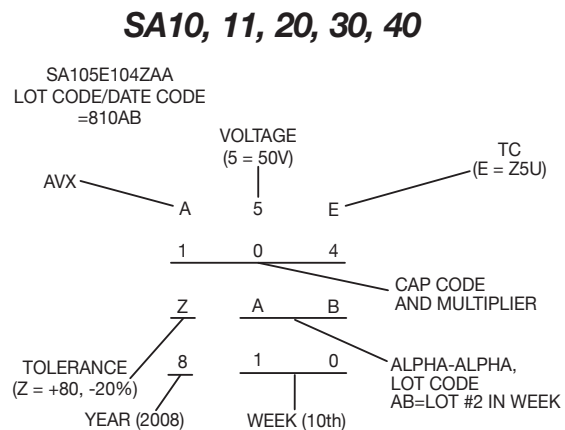 SA10, 11, 20, 30, 40
SA105E104ZAA
LOT CODE/DATE CODE
=810AB
VOLTAGE
(5 = 50V)
TC
(E = Z5U)
AVX
A 5 E
1 0 4
CAP CODE
AND MULTIPLIER
Z A B
TOLERANCE
(Z = +80, -20%)
8 1 0
ALPHA-ALPHA,
LOT CODE
AB=LOT #2 IN WEEK
YEAR (2008)
WEEK (10th)